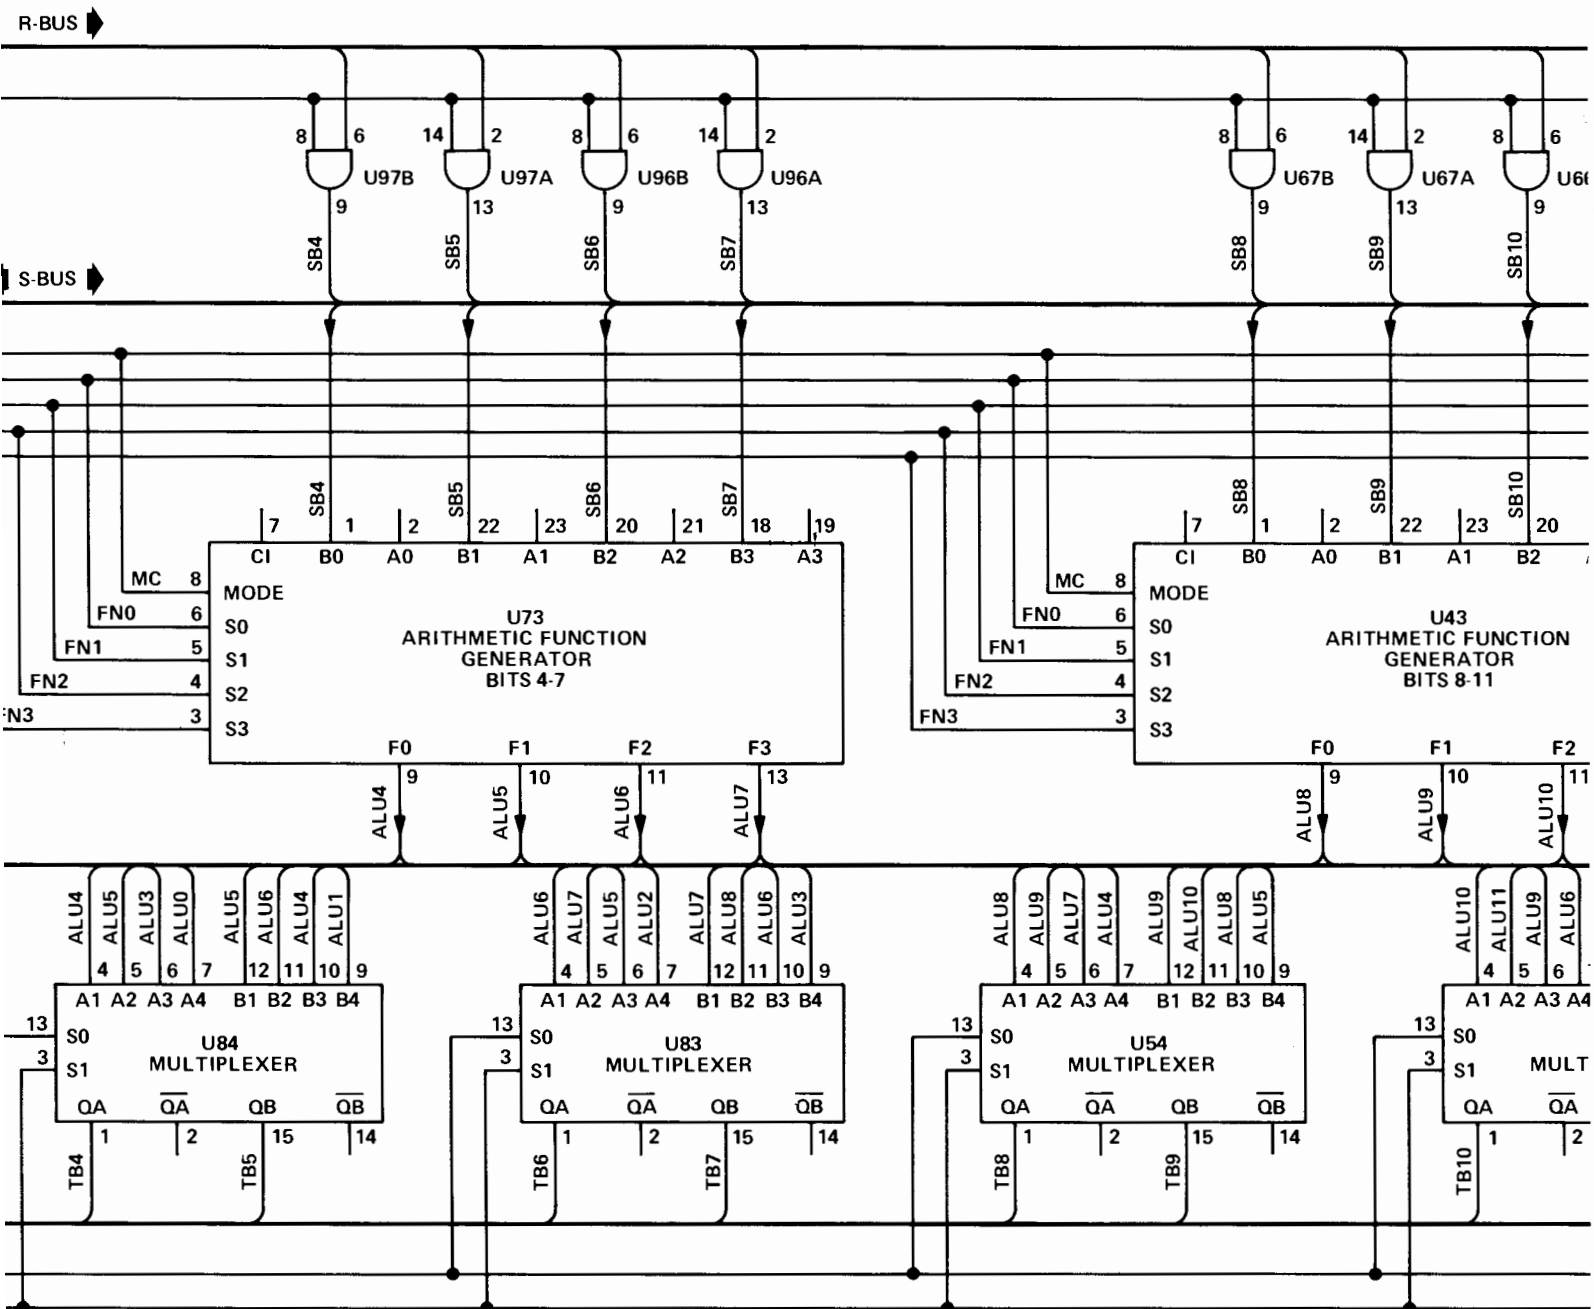 R-BUS
8 6 14 2 8 6 14 2 8 6 14 2 8 6
U97B U97A U96B U96A U67B U67A
9 13 9 13 9 13 9
SB4 SB5 SB6 SB7 SB8 SB9 SB10
S-BUS
SB4 SB5 SB6 SB7 SB8 SB9 SB10
7 1 2 22 23 20 21 18 19 7 1 2 22 23 20
CI B0 A0 B1 A1 B2 A2 B3 A3 CI B0 A0 B1 A1 B2
MC 8 MODE MC 8 MODE
FN0 6 S0 FN0 6 S0
FN1 5 S1 FN1 5 S1
FN2 4 S2 FN2 4 S2
FN3 3 S3 FN3 3 S3
U73
ARITHMETIC FUNCTION
GENERATOR
BITS 4-7
U43
ARITHMETIC FUNCTION
GENERATOR
BITS 8-11
F0 F1 F2 F3 F0 F1 F2
9 10 11 13 9 10 11
ALU4 ALU5 ALU6 ALU7 ALU8 ALU9 ALU10
ALU4 ALU5 ALU3 ALU0 ALU5 ALU6 ALU4 ALU1 ALU6 ALU7 ALU5 ALU2 ALU7 ALU8 ALU6 ALU3 ALU8 ALU9 ALU7 ALU4 ALU9 ALU10 ALU8 ALU5 ALU10 ALU11 ALU9 ALU6
4 5 6 7 12 11 10 9 4 5 6 7 12 11 10 9 4 5 6 7 12 11 10 9 4 5 6
A1 A2 A3 A4 B1 B2 B3 B4 A1 A2 A3 A4 B1 B2 B3 B4 A1 A2 A3 A4 B1 B2 B3 B4 A1 A2 A3 A4
13 S0 13 S0 13 S0 13 S0
3 S1 3 S1 3 S1 3 S1
U84
MULTIPLEXER
U83
MULTIPLEXER
U54
MULTIPLEXER
MULT
QA Q̅A̅ QB Q̅B̅ QA Q̅A̅ QB Q̅B̅ QA Q̅A̅ QB Q̅B̅ QA Q̅A̅
1 2 15 14 1 2 15 14 1 2 15 14 1 2
TB4 TB5 TB6 TB7 TB8 TB9 TB10